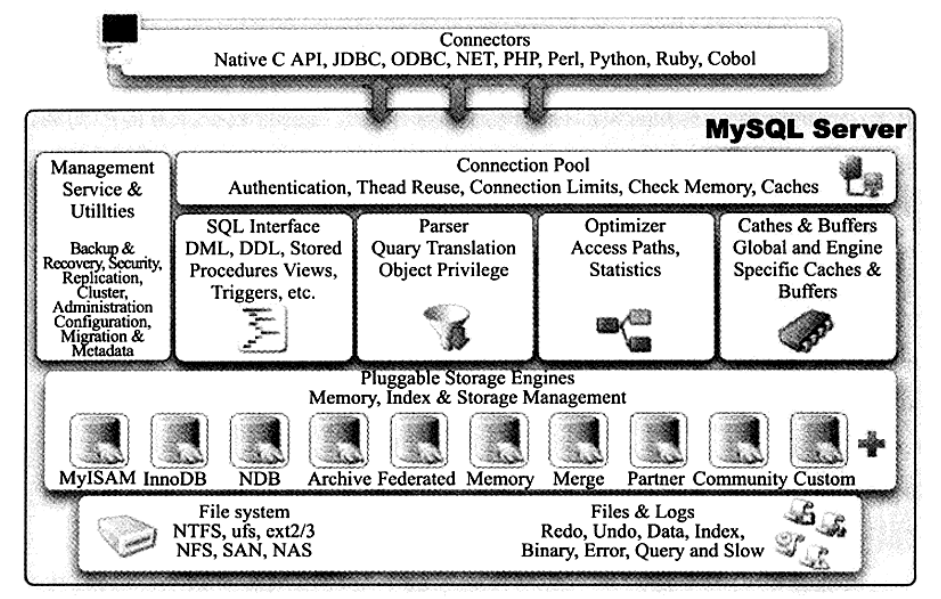 Connectors
Native C API, JDBC, ODBC, NET, PHP, Perl, Python, Ruby, Cobol
MySQL Server
Management
Service &
Utillties
Backup &
Recovery, Security,
Replication,
Cluster,
Administration
Configuration,
Migration &
Metadata
Connection Pool
Authentication, Thead Reuse, Connection Limits, Check Memory, Caches
SQL Interface
DML, DDL, Stored
Procedures Views,
Triggers, etc.
Parser
Quary Translation
Object Privilege
Optimizer
Access Paths,
Statistics
Cathes & Buffers
Global and Engine
Specific Caches &
Buffers
Pluggable Storage Engines
Memory, Index & Storage Management
MyISAM InnoDB NDB Archive Federated Memory Merge Partner Community Custom
File system
NTFS, ufs, ext2/3
NFS, SAN, NAS
Files & Logs
Redo, Undo, Data, Index,
Binary, Error, Query and Slow